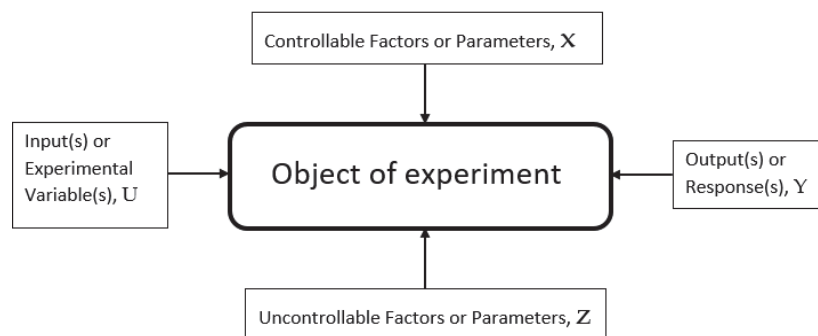 Controllable Factors or Parameters, X
Input(s) or
Experimental
Variable(s), U
Object of experiment
Output(s) or
Response(s), Y
Uncontrollable Factors or Parameters, Z